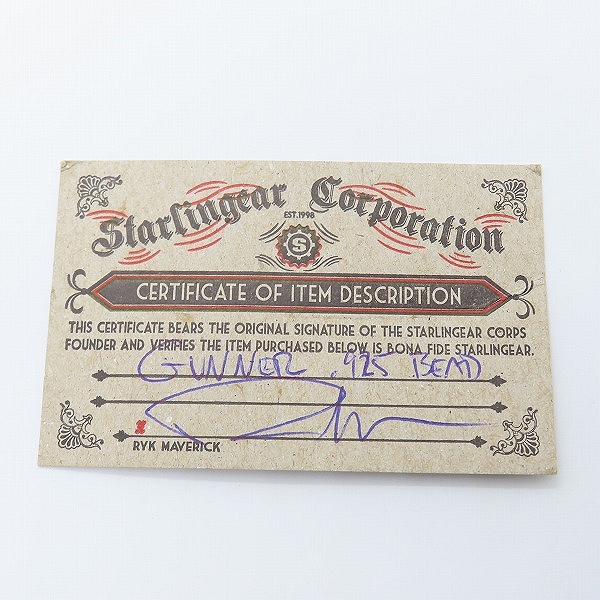 Starlingear Corporation
EST.1998
S
CERTIFICATE OF ITEM DESCRIPTION
THIS CERTIFICATE BEARS THE ORIGINAL SIGNATURE OF THE STARLINGEAR CORPS
FOUNDER AND VERIFIES THE ITEM PURCHASED BELOW IS BONA FIDE STARLINGEAR.
GUNNER .925 BEAD
X
RYK MAVERICK